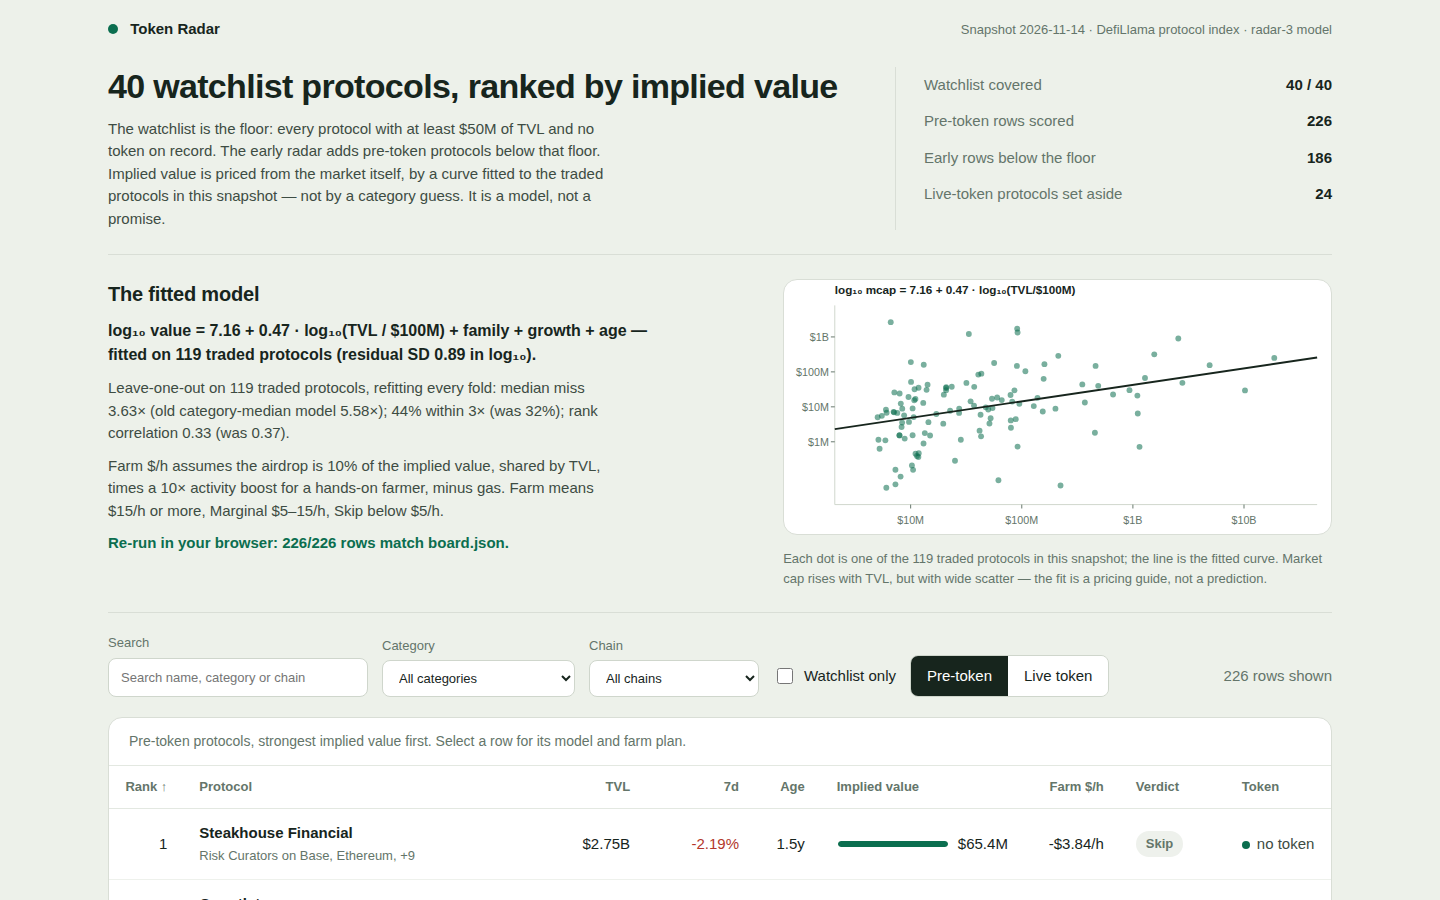 Token Radar
Snapshot 2026-11-14 · DefiLlama protocol index · radar-3 model
40 watchlist protocols, ranked by implied value
The watchlist is the floor: every protocol with at least $50M of TVL and no
token on record. The early radar adds pre-token protocols below that floor.
Implied value is priced from the market itself, by a curve fitted to the traded
protocols in this snapshot — not by a category guess. It is a model, not a
promise.
Watchlist covered 40 / 40
Pre-token rows scored 226
Early rows below the floor 186
Live-token protocols set aside 24
The fitted model
log₁₀ value = 7.16 + 0.47 · log₁₀(TVL / $100M) + family + growth + age —
fitted on 119 traded protocols (residual SD 0.89 in log₁₀).
Leave-one-out on 119 traded protocols, refitting every fold: median miss
3.63× (old category-median model 5.58×); 44% within 3× (was 32%); rank
correlation 0.33 (was 0.37).
Farm $/h assumes the airdrop is 10% of the implied value, shared by TVL,
times a 10× activity boost for a hands-on farmer, minus gas. Farm means
$15/h or more, Marginal $5–15/h, Skip below $5/h.
Re-run in your browser: 226/226 rows match board.json.
log₁₀ mcap = 7.16 + 0.47 · log₁₀(TVL/$100M)
$1B
$100M
$10M
$1M
$10M $100M $1B $10B
Each dot is one of the 119 traded protocols in this snapshot; the line is the fitted curve. Market
cap rises with TVL, but with wide scatter — the fit is a pricing guide, not a prediction.
Search
Search name, category or chain
Category
All categories
Chain
All chains
Watchlist only
Pre-token Live token
226 rows shown
Pre-token protocols, strongest implied value first. Select a row for its model and farm plan.
Rank ↑ Protocol TVL 7d Age Implied value Farm $/h Verdict Token
1 Steakhouse Financial $2.75B -2.19% 1.5y $65.4M -$3.84/h Skip no token
Risk Curators on Base, Ethereum, +9